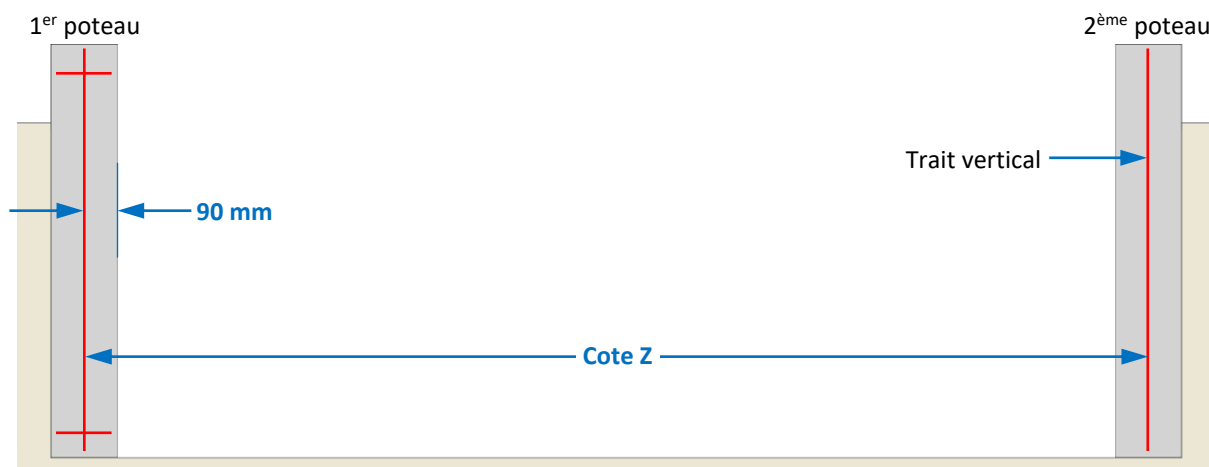 1er poteau
2ème poteau
Trait vertical
90 mm
Cote Z